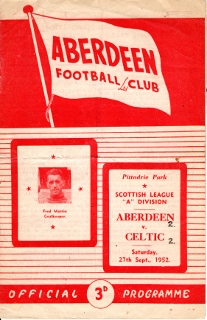 ABERDEEN
FOOTBALL CLUB
Ltd
Pittodrie Park
SCOTTISH LEAGUE
"A" DIVISION
ABERDEEN 2.
v.
CELTIC 2.
Saturday,
27th Sept., 1952.
Fred Martin
Goalkeeper
OFFICIAL 3D PROGRAMME